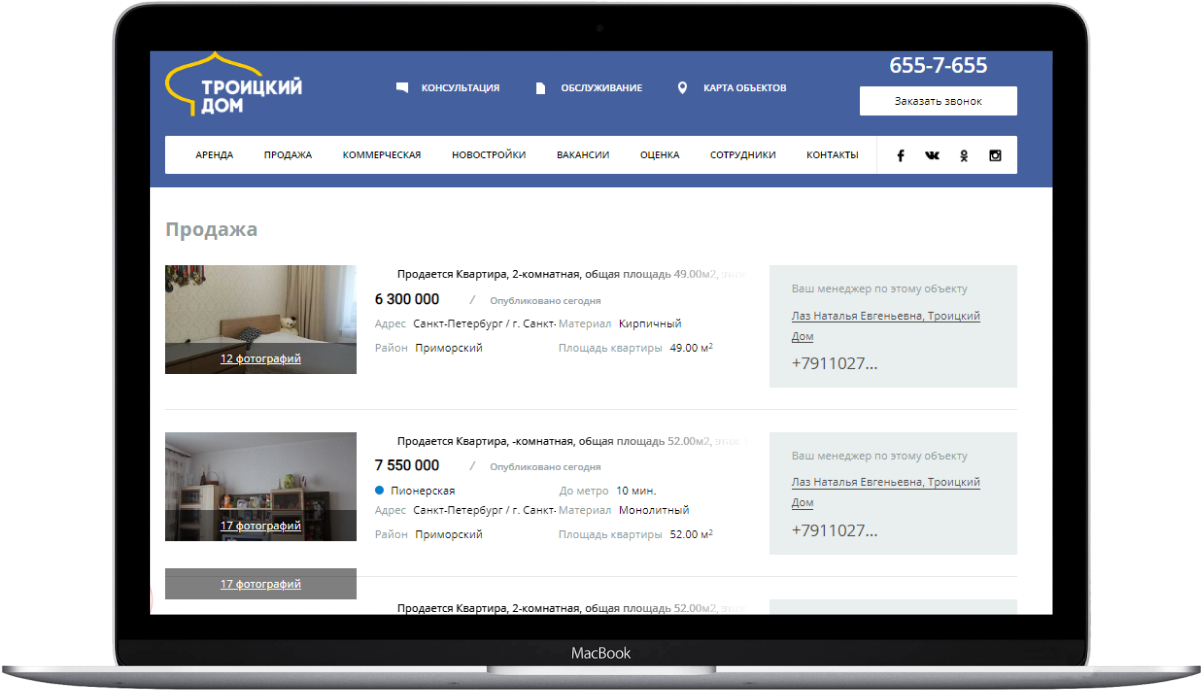 ТРОИЦКИЙ
ДОМ
КОНСУЛЬТАЦИЯ
ОБСЛУЖИВАНИЕ
КАРТА ОБЪЕКТОВ
655-7-655
Заказать звонок
АРЕНДА ПРОДАЖА КОММЕРЧЕСКАЯ НОВОСТРОЙКИ ВАКАНСИИ ОЦЕНКА СОТРУДНИКИ КОНТАКТЫ
Продажа
12 фотографий
Продается Квартира, 2-комнатная, общая площадь 49.00м2,
6 300 000 / Опубликовано сегодня
Адрес Санкт-Петербург / г. Санкт- Материал Кирпичный
Район Приморский Площадь квартиры 49.00 м²
Ваш менеджер по этому объекту
Лаз Наталья Евгеньевна, Троицкий
Дом
+7911027...
17 фотографий
Продается Квартира, -комнатная, общая площадь 52.00м2,
7 550 000 / Опубликовано сегодня
Пионерская До метро 10 мин.
Адрес Санкт-Петербург / г. Санкт- Материал Монолитный
Район Приморский Площадь квартиры 52.00 м²
Ваш менеджер по этому объекту
Лаз Наталья Евгеньевна, Троицкий
Дом
+7911027...
17 фотографий
Продается Квартира, 2-комнатная, общая площадь 52.00м2,
MacBook